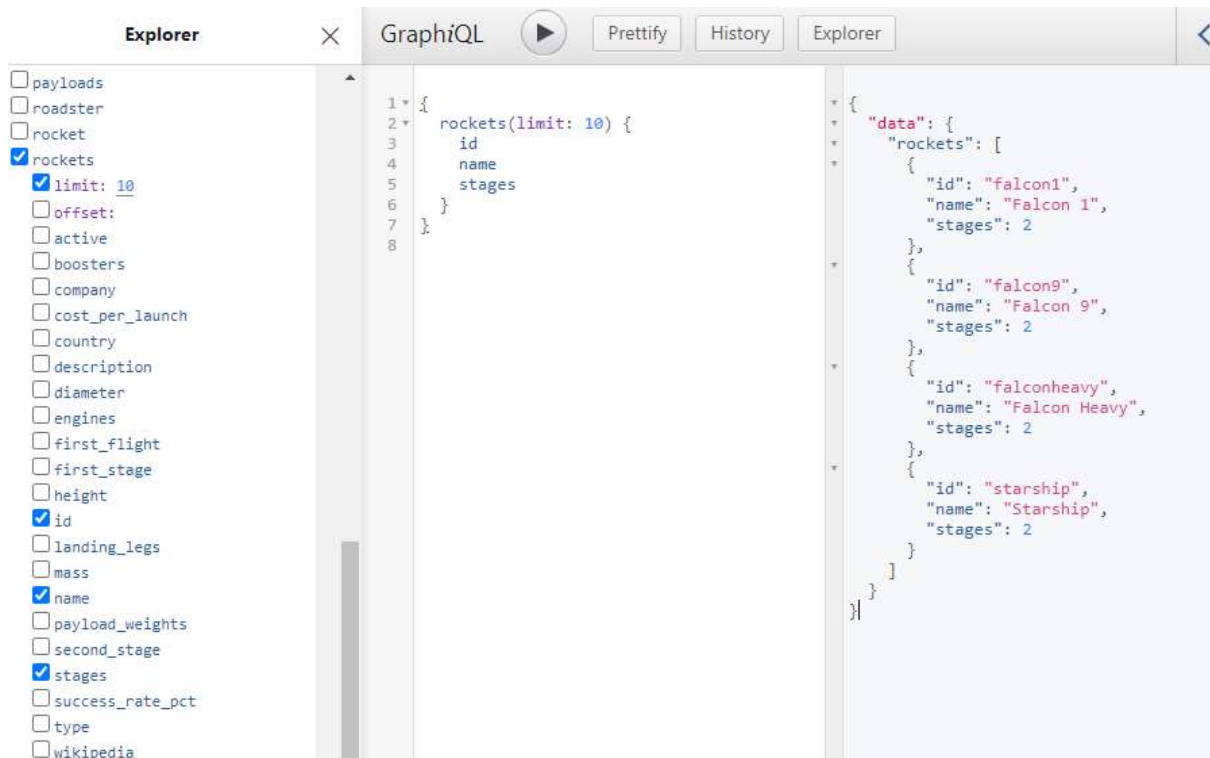 Explorer
payloads
roadster
rocket
rockets
limit: 10
offset:
active
boosters
company
cost_per_launch
country
description
diameter
engines
first_flight
first_stage
height
id
landing_legs
mass
name
payload_weights
second_stage
stages
success_rate_pct
type
wikipedia
GraphiQL Prettify History Explorer
1 {
2 rockets(limit: 10) {
3 id
4 name
5 stages
6 }
7 }
8
{
"data": {
"rockets": [
{
"id": "falcon1",
"name": "Falcon 1",
"stages": 2
},
{
"id": "falcon9",
"name": "Falcon 9",
"stages": 2
},
{
"id": "falconheavy",
"name": "Falcon Heavy",
"stages": 2
},
{
"id": "starship",
"name": "Starship",
"stages": 2
}
]
}
}